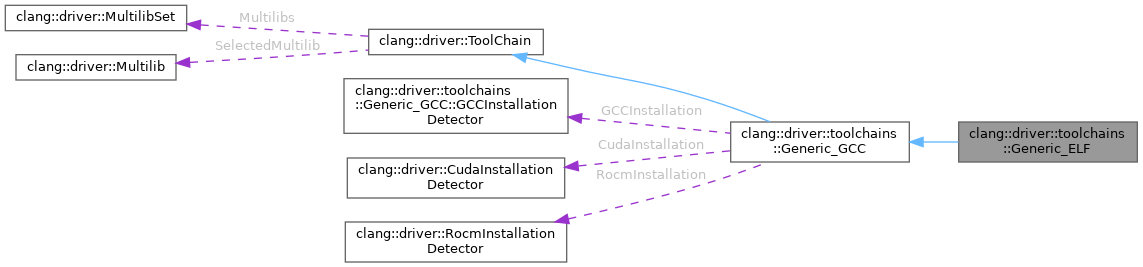 clang::driver::MultilibSet
Multilibs
clang::driver::ToolChain
SelectedMultilib
clang::driver::Multilib
clang::driver::toolchains
::Generic_GCC::GCCInstallation
Detector
GCCInstallation
clang::driver::toolchains
::Generic_GCC
clang::driver::toolchains
::Generic_ELF
CudaInstallation
clang::driver::CudaInstallation
Detector
RocmInstallation
clang::driver::RocmInstallation
Detector